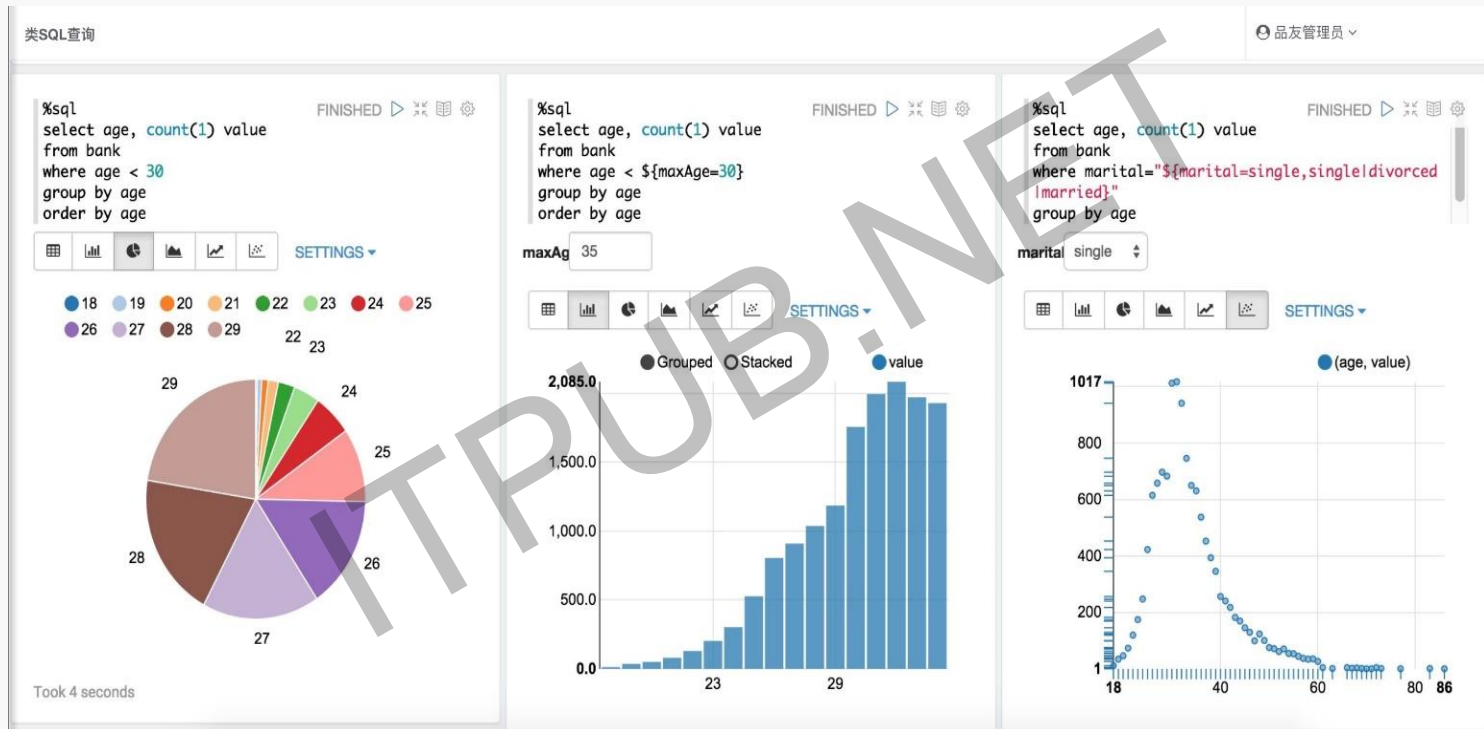 类SQL查询
品友管理员
%sql
select age, count(1) value
from bank
where age < 30
group by age
order by age
FINISHED
SETTINGS
18 19 20 21 22 23 24 25
26 27 28 29
22
23
24
25
26
27
28
29
Took 4 seconds
%sql
select age, count(1) value
from bank
where age < ${maxAge=30}
group by age
order by age
FINISHED
maxAg 35
SETTINGS
Grouped Stacked value
2,085.0
1,500.0
1,000.0
500.0
0.0
23 29
%sql
select age, count(1) value
from bank
where marital="${marital=single,single|divorced
|married}"
group by age
FINISHED
marital single
SETTINGS
(age, value)
1017
800
600
400
200
1
18 40 60 80 86
ITPUB.NET